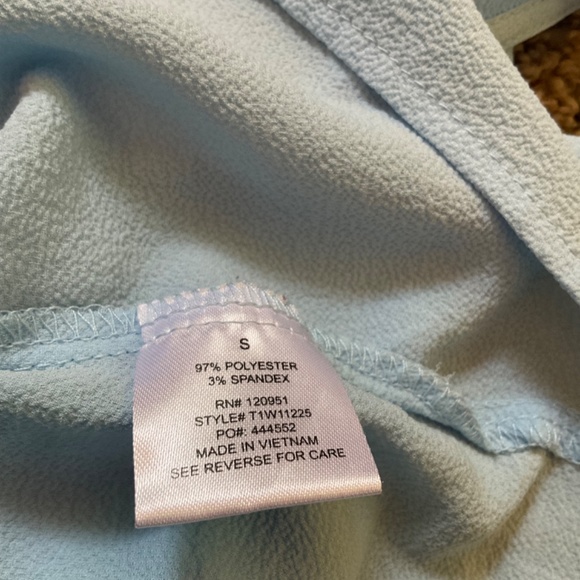 S
97% POLYESTER
3% SPANDEX
RN# 120951
STYLE# T1W11225
PO#: 444552
MADE IN VIETNAM
SEE REVERSE FOR CARE